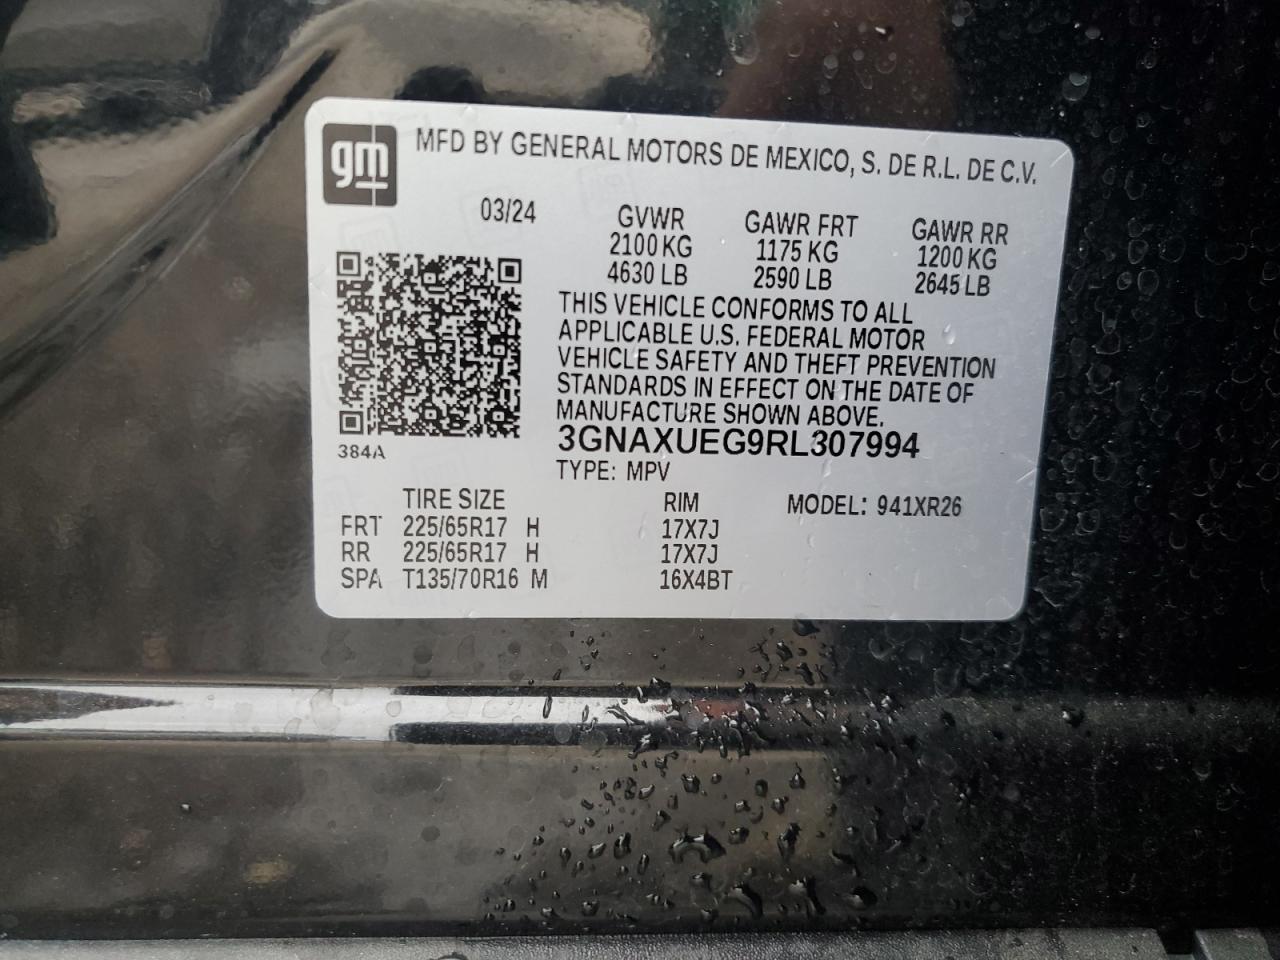 gm
MFD BY GENERAL MOTORS DE MEXICO, S. DE R.L. DE C.V.
03/24
GVWR GAWR FRT GAWR RR
2100 KG 1175 KG 1200 KG
4630 LB 2590 LB 2645 LB
THIS VEHICLE CONFORMS TO ALL
APPLICABLE U.S. FEDERAL MOTOR
VEHICLE SAFETY AND THEFT PREVENTION
STANDARDS IN EFFECT ON THE DATE OF
MANUFACTURE SHOWN ABOVE.
384A
3GNAXUEG9RL307994
TYPE: MPV
TIRE SIZE RIM MODEL: 941XR26
FRT 225/65R17 H 17X7J
RR 225/65R17 H 17X7J
SPA T135/70R16 M 16X4BT